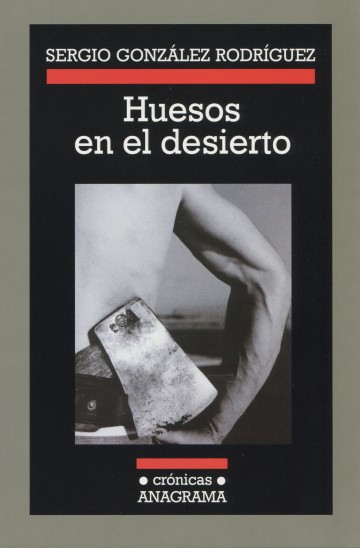 SERGIO GONZÁLEZ RODRÍGUEZ
Huesos
en el desierto
• crónicas •
ANAGRAMA